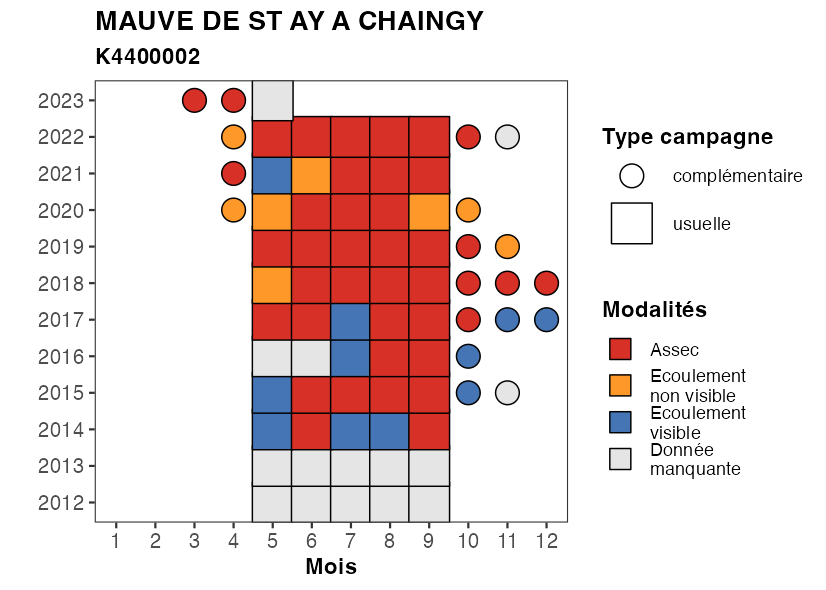 MAUVE DE ST AY A CHAINGY
K4400002
2023
2022
2021
2020
2019
2018
2017
2016
2015
2014
2013
2012
1 2 3 4 5 6 7 8 9 10 11 12
Mois
Type campagne
complémentaire
usuelle
Modalités
Assec
Ecoulement
non visible
Ecoulement
visible
Donnée
manquante